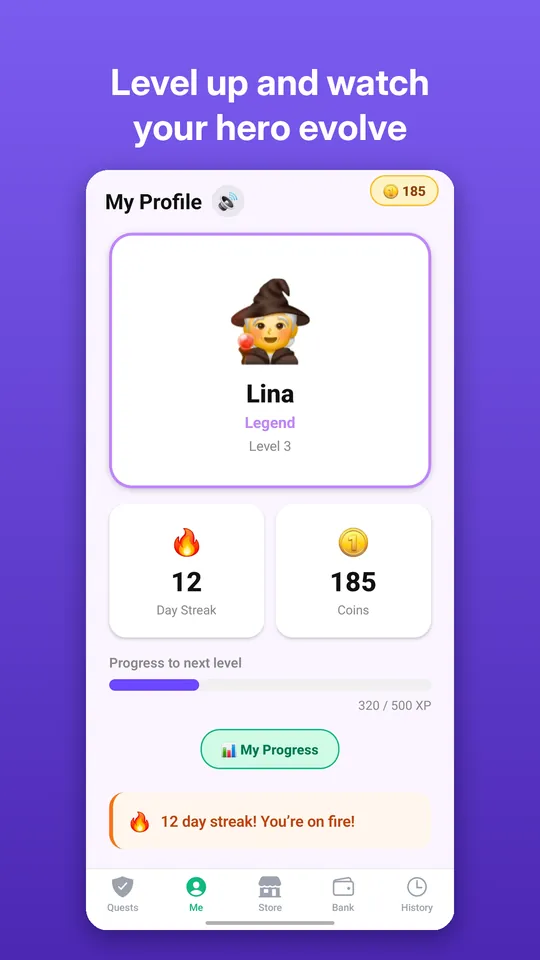 Level up and watch
your hero evolve
My Profile
185
Lina
Legend
Level 3
12
Day Streak
1
185
Coins
Progress to next level
320 / 500 XP
My Progress
12 day streak! You’re on fire!
Quests
Me
Store
Bank
History